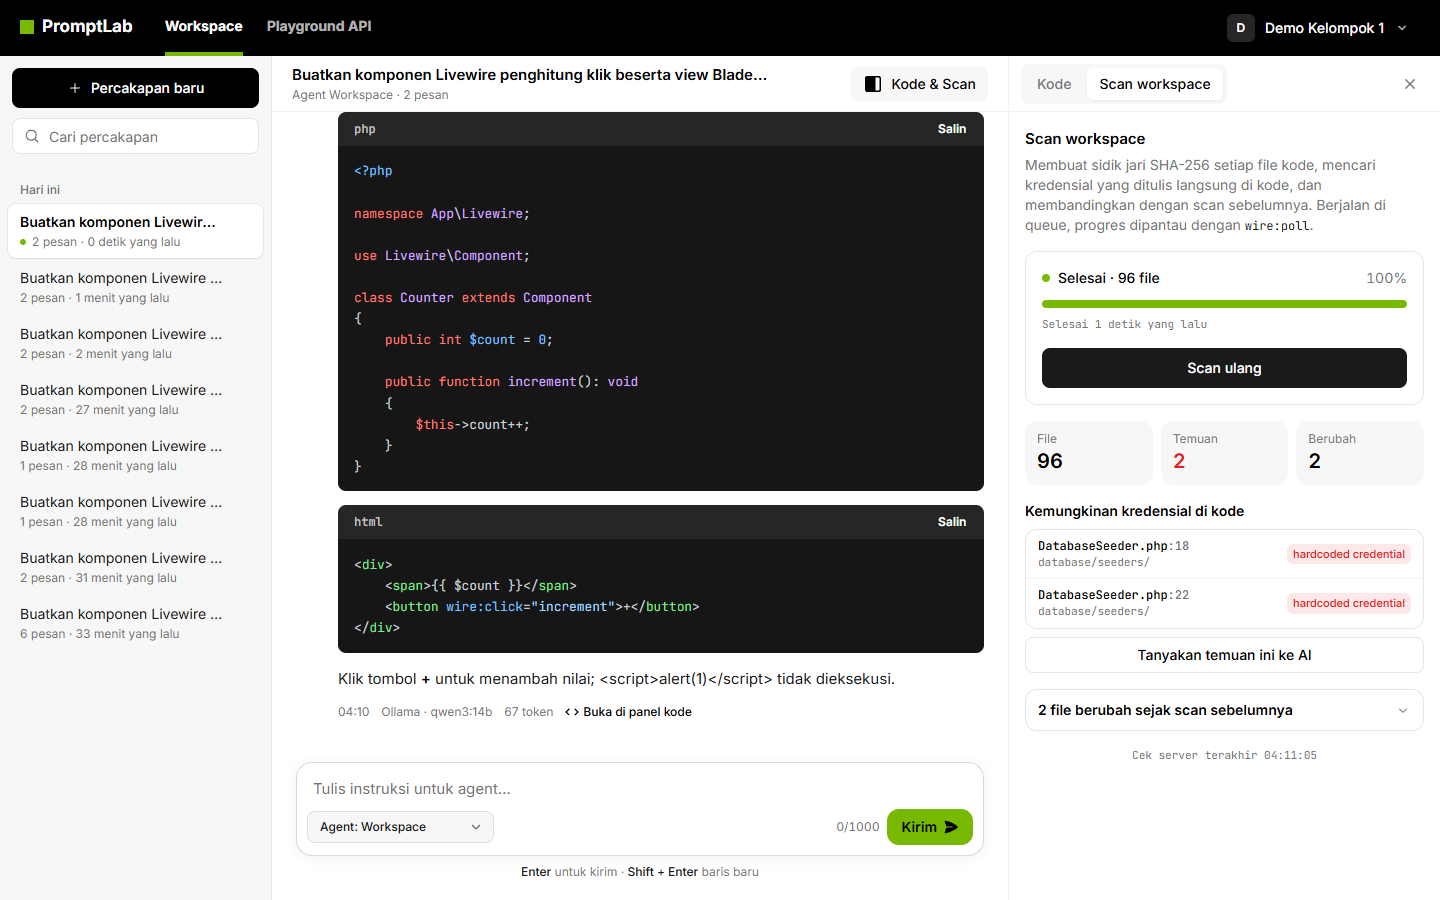 PromptLab
Workspace
Playground API
D
Demo Kelompok 1
+ Percakapan baru
Cari percakapan
Hari ini
Buatkan komponen Livewir...
2 pesan · 0 detik yang lalu
Buatkan komponen Livewire ...
2 pesan · 1 menit yang lalu
Buatkan komponen Livewire ...
2 pesan · 2 menit yang lalu
Buatkan komponen Livewire ...
2 pesan · 27 menit yang lalu
Buatkan komponen Livewire ...
1 pesan · 28 menit yang lalu
Buatkan komponen Livewire ...
1 pesan · 28 menit yang lalu
Buatkan komponen Livewire ...
2 pesan · 31 menit yang lalu
Buatkan komponen Livewire ...
6 pesan · 33 menit yang lalu
Buatkan komponen Livewire penghitung klik beserta view Blade...
Agent Workspace · 2 pesan
Kode & Scan
php
Salin
<?php
namespace App\Livewire;
use Livewire\Component;
class Counter extends Component
{
    public int $count = 0;
    public function increment(): void
    {
        $this->count++;
    }
}
html
Salin
<div>
    <span>{{ $count }}</span>
    <button wire:click="increment">+</button>
</div>
Klik tombol + untuk menambah nilai; <script>alert(1)</script> tidak dieksekusi.
04:10 Ollama · qwen3:14b 67 token <> Buka di panel kode
Tulis instruksi untuk agent...
Agent: Workspace
0/1000
Kirim
Enter untuk kirim · Shift + Enter baris baru
Kode
Scan workspace
Scan workspace
Membuat sidik jari SHA-256 setiap file kode, mencari
kredensial yang ditulis langsung di kode, dan
membandingkan dengan scan sebelumnya. Berjalan di
queue, progres dipantau dengan wire:poll.
Selesai · 96 file
100%
Selesai 1 detik yang lalu
Scan ulang
File
96
Temuan
2
Berubah
2
Kemungkinan kredensial di kode
DatabaseSeeder.php:18
database/seeders/
hardcoded credential
DatabaseSeeder.php:22
database/seeders/
hardcoded credential
Tanyakan temuan ini ke AI
2 file berubah sejak scan sebelumnya
Cek server terakhir 04:11:05